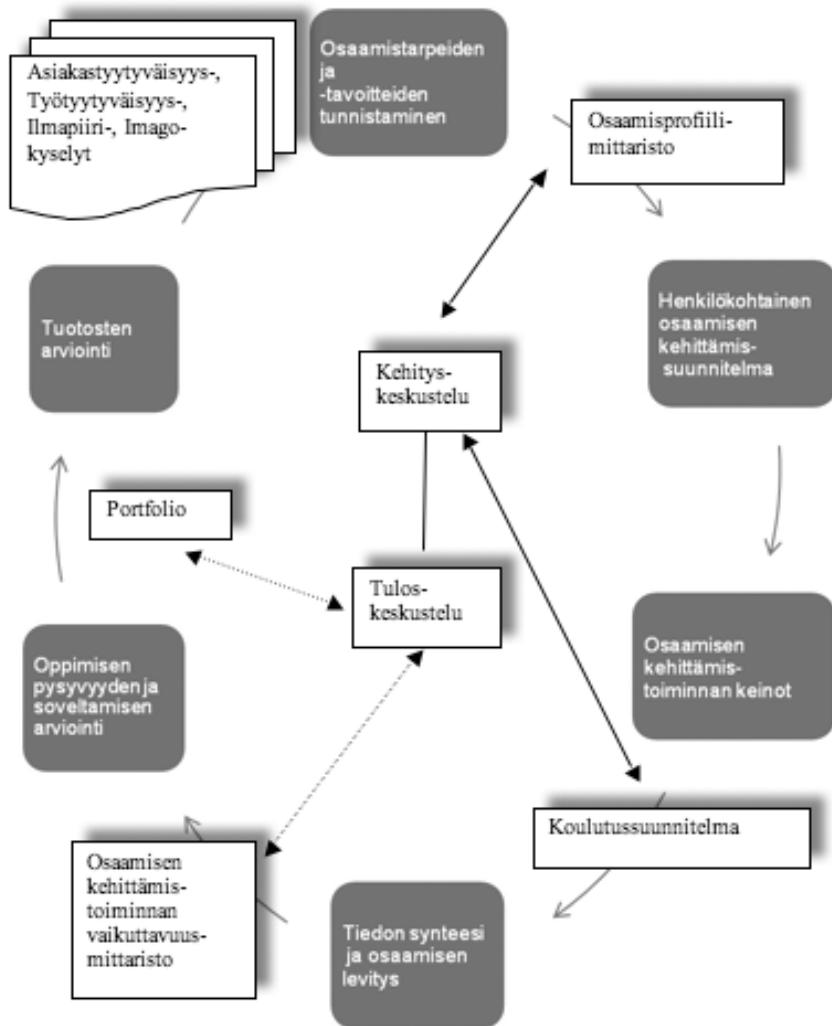 Asiakastyytyväisyys-,
Työtyytyväisyys-,
Ilmapiiri-, Imago-
kyselyt
Osaamistarpeiden
ja
-tavoitteiden
tunnistaminen
Osaamisprofiili-
mittaristo
Tuotosten
arviointi
Henkilökohtainen
osaamisen
kehittämis-
suunnitelma
Kehitys-
keskustelu
Portfolio
Tulos-
keskustelu
Osaamisen
kehittämis-
toiminnan keinot
Oppimisen
pysyvyyden ja
soveltamisen
arviointi
Koulutussuunnitelma
Osaamisen
kehittämis-
toiminnan
vaikuttavuus-
mittaristo
Tiedon synteesi
ja osaamisen
levitys